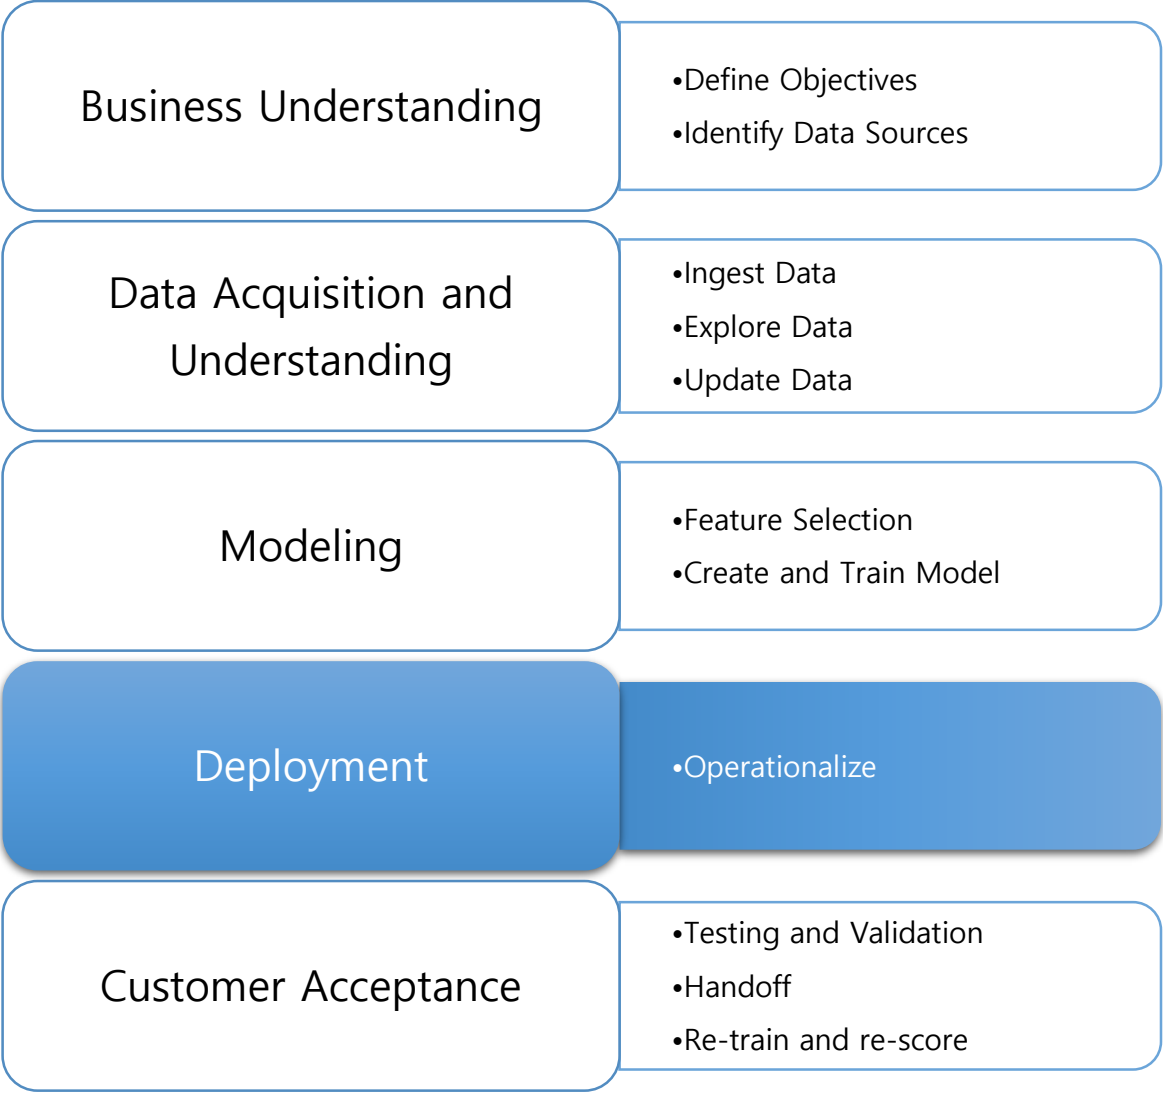 Business Understanding
•Define Objectives
•Identify Data Sources
Data Acquisition and
Understanding
•Ingest Data
•Explore Data
•Update Data
Modeling
•Feature Selection
•Create and Train Model
Deployment
•Operationalize
Customer Acceptance
•Testing and Validation
•Handoff
•Re-train and re-score